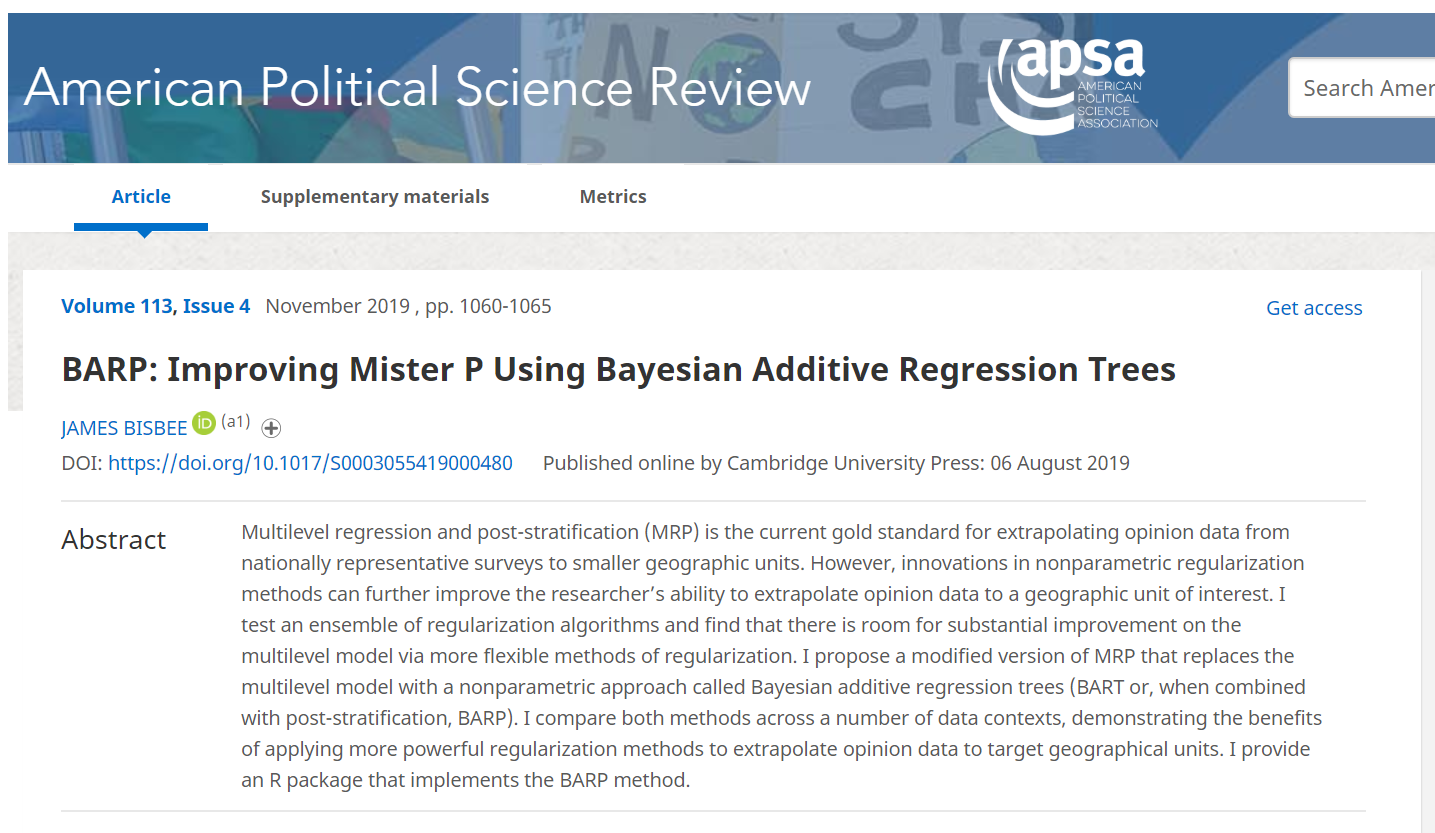 American Political Science Review
apsa
AMERICAN
POLITICAL
SCIENCE
ASSOCIATION
Search Amer
Article Supplementary materials Metrics
Volume 113, Issue 4 November 2019 , pp. 1060-1065 Get access
BARP: Improving Mister P Using Bayesian Additive Regression Trees
JAMES BISBEE iD (a1)
DOI: https://doi.org/10.1017/S0003055419000480 Published online by Cambridge University Press: 06 August 2019
Abstract
Multilevel regression and post-stratification (MRP) is the current gold standard for extrapolating opinion data from
nationally representative surveys to smaller geographic units. However, innovations in nonparametric regularization
methods can further improve the researcher’s ability to extrapolate opinion data to a geographic unit of interest. I
test an ensemble of regularization algorithms and find that there is room for substantial improvement on the
multilevel model via more flexible methods of regularization. I propose a modified version of MRP that replaces the
multilevel model with a nonparametric approach called Bayesian additive regression trees (BART or, when combined
with post-stratification, BARP). I compare both methods across a number of data contexts, demonstrating the benefits
of applying more powerful regularization methods to extrapolate opinion data to target geographical units. I provide
an R package that implements the BARP method.